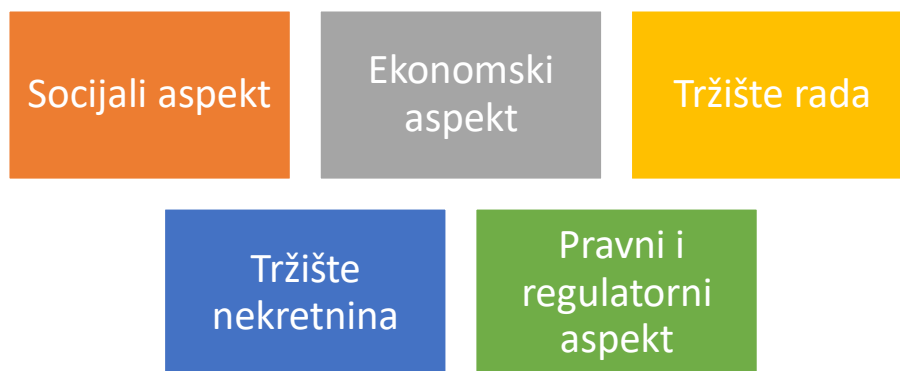 Socijali aspekt
Ekonomski
aspekt
Tržište rada
Tržište
nekretnina
Pravni i
regulatorni
aspekt